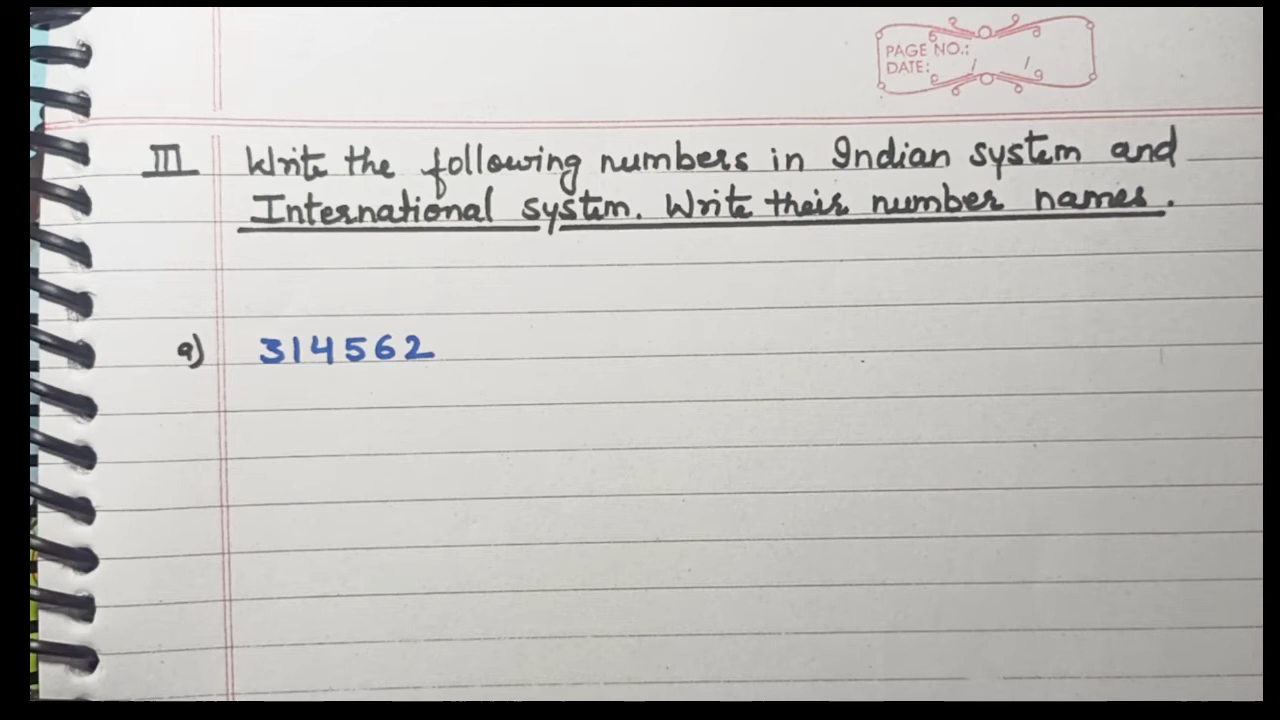 PAGE NO.:
DATE: / /
III Write the following numbers in Indian system and
International system. Write their number names.
a) 314562